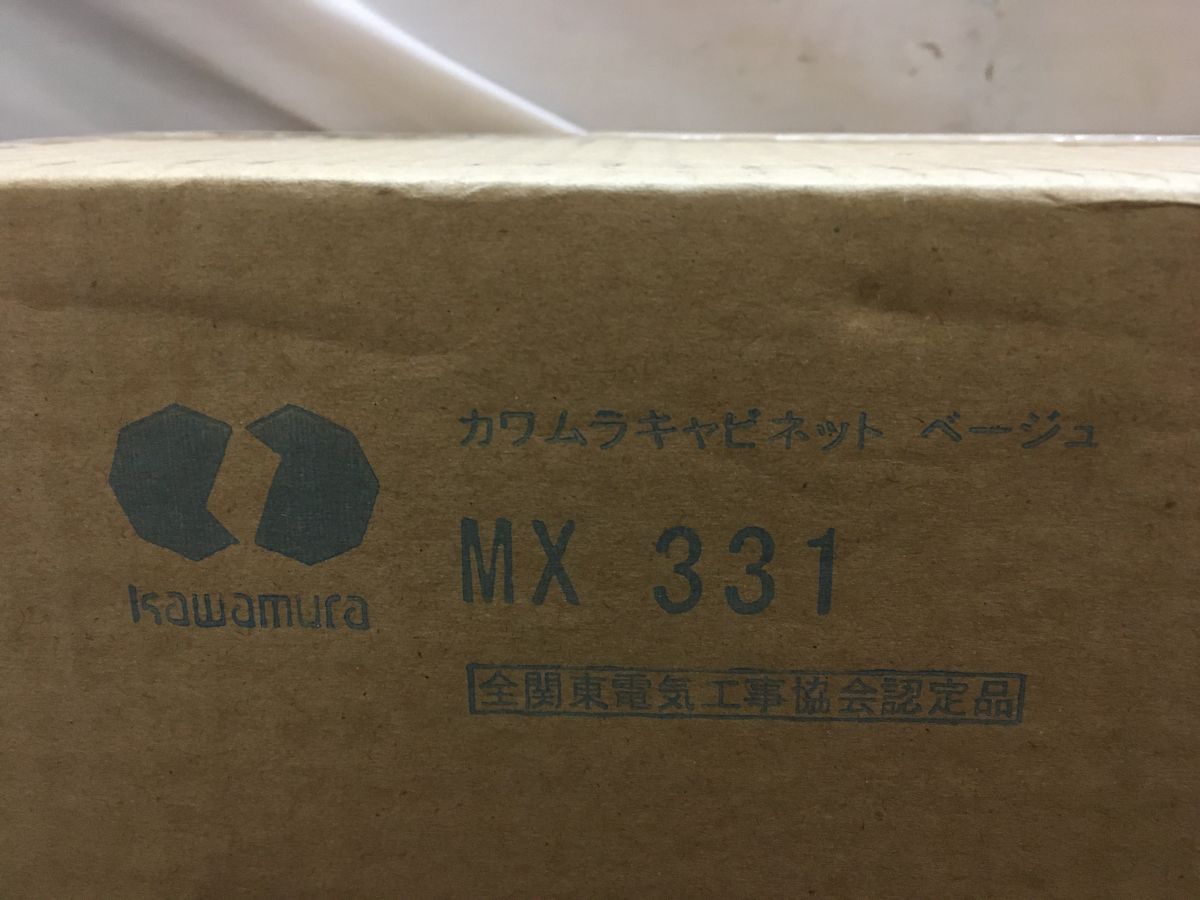 カワムラキャビネット ベージュ
MX 331
kawamura
全関東電気工事協会認定品